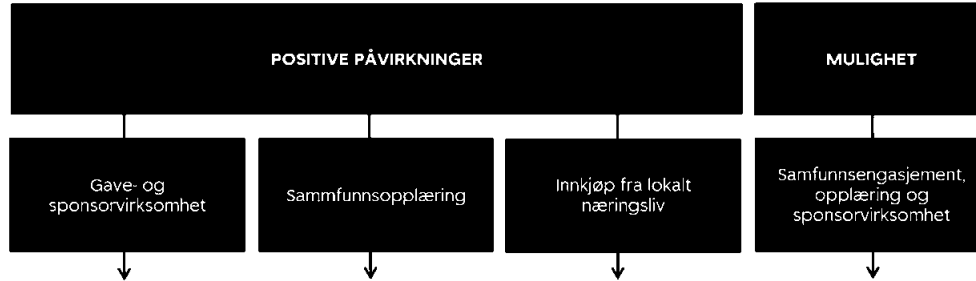 POSITIVE PÅVIRKNINGER
MULIGHET
Gave- og
sponsorvirksomhet
Sammfunnsopplæring
Innkjøp fra lokalt
næringsliv
Samfunnsengasjement,
opplæring og
sponsorvirksomhet